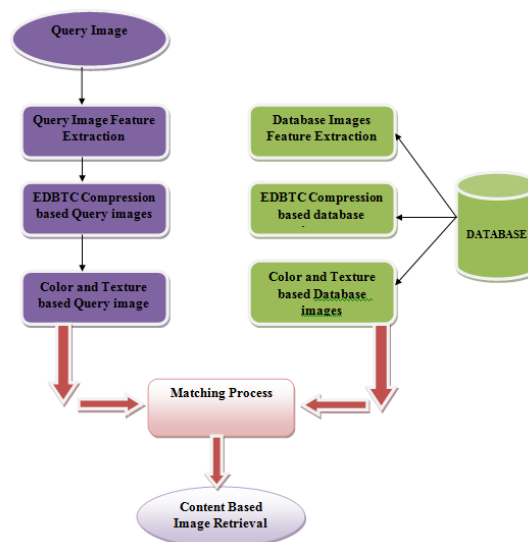 Query Image
Query Image Feature
Extraction
EDBTC Compression
based Query images
Color and Texture
based Query image
Database Images
Feature Extraction
EDBTC Compression
based database
Color and Texture
based Database
images
DATABASE
Matching Process
Content Based
Image Retrieval